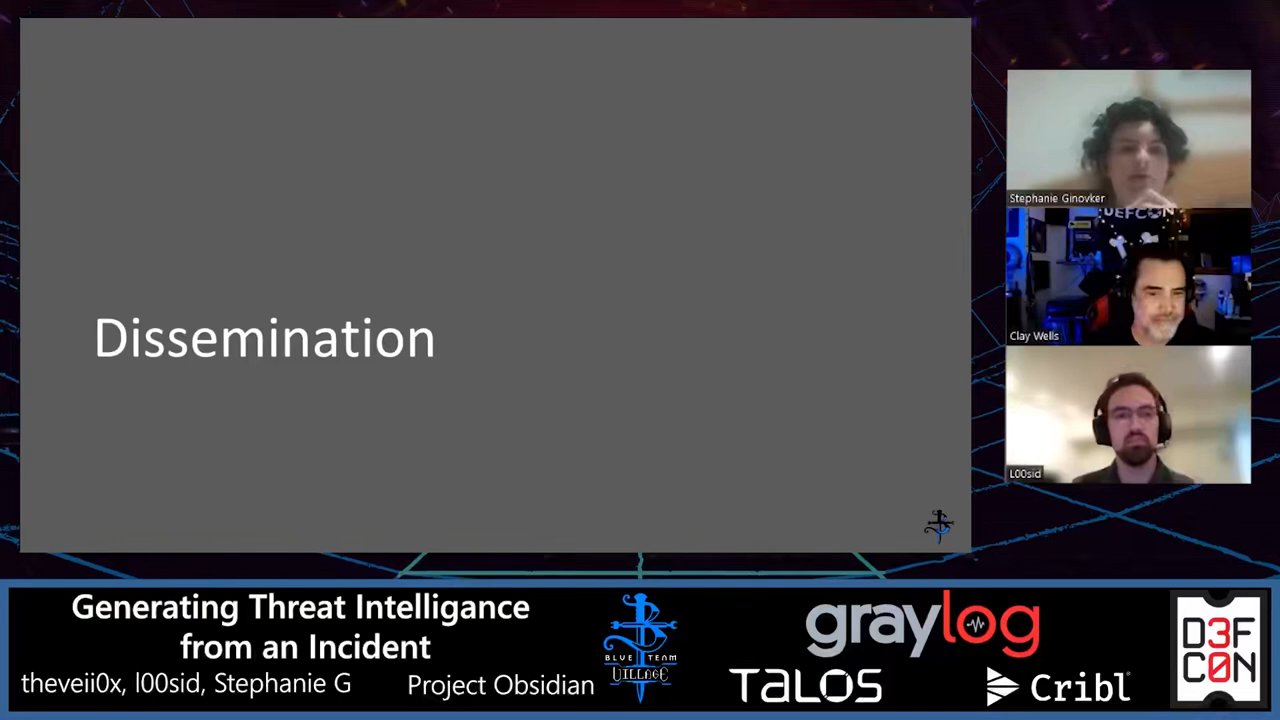 Dissemination
Stephanie Ginovker
DEFCON
Clay Wells
L00sid
Generating Threat Intelligance
from an Incident
theveii0x, l00sid, Stephanie G
Project Obsidian
BLUE TEAM
VILLAGE
graylog
TALOS
Cribl
D3F
C0N